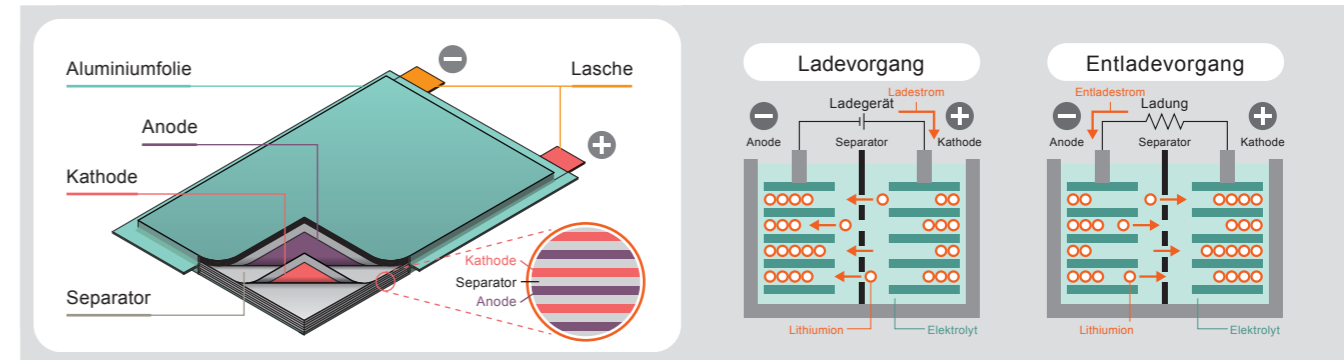 Aluminiumfolie
Anode
Kathode
Separator
Lasche
Kathode
Separator
Anode
Ladevorgang
Ladestrom
Ladegerät
Anode
Separator
Kathode
Lithiumion
Elektrolyt
Entladevorgang
Entladestrom
Ladung
Anode
Separator
Kathode
Lithiumion
Elektrolyt